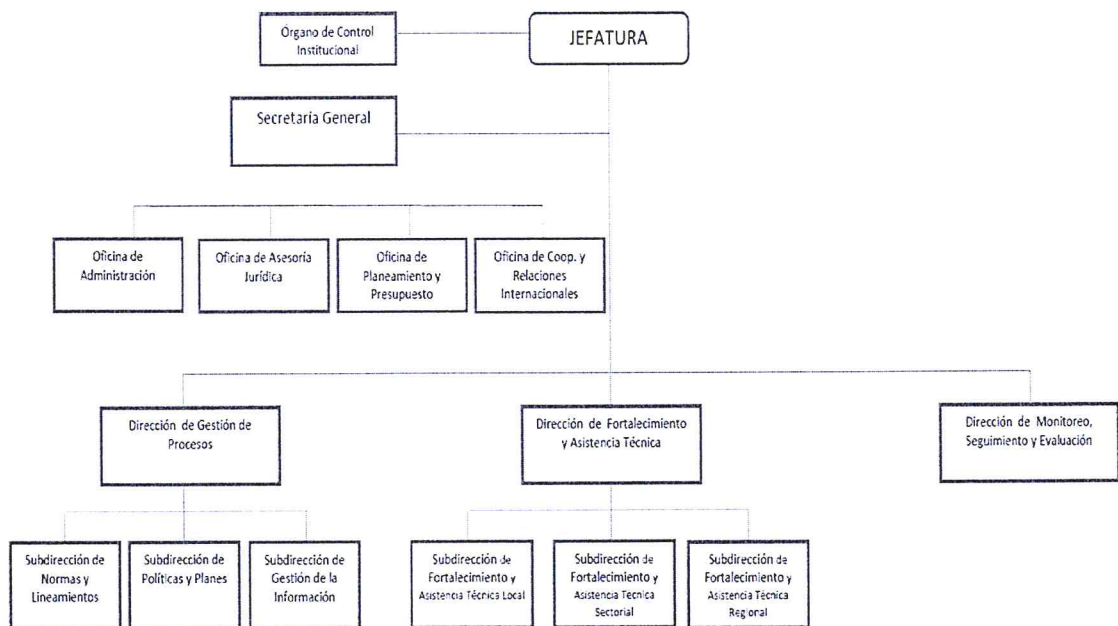 Órgano de Control
Institucional
JEFATURA
Secretaría General
Oficina de
Administración
Oficina de Asesoría
Jurídica
Oficina de
Planeamiento y
Presupuesto
Oficina de Coop. y
Relaciones
Internacionales
Dirección de Gestión de
Procesos
Dirección de Fortalecimiento
y Asistencia Técnica
Dirección de Monitoreo,
Seguimiento y Evaluación
Subdirección de
Normas y
Lineamientos
Subdirección de
Políticas y Planes
Subdirección de
Gestión de la
Información
Subdirección de
Fortalecimiento y
Asistencia Técnica Local
Subdirección de
Fortalecimiento y
Asistencia Técnica
Sectorial
Subdirección de
Fortalecimiento y
Asistencia Técnica
Regional